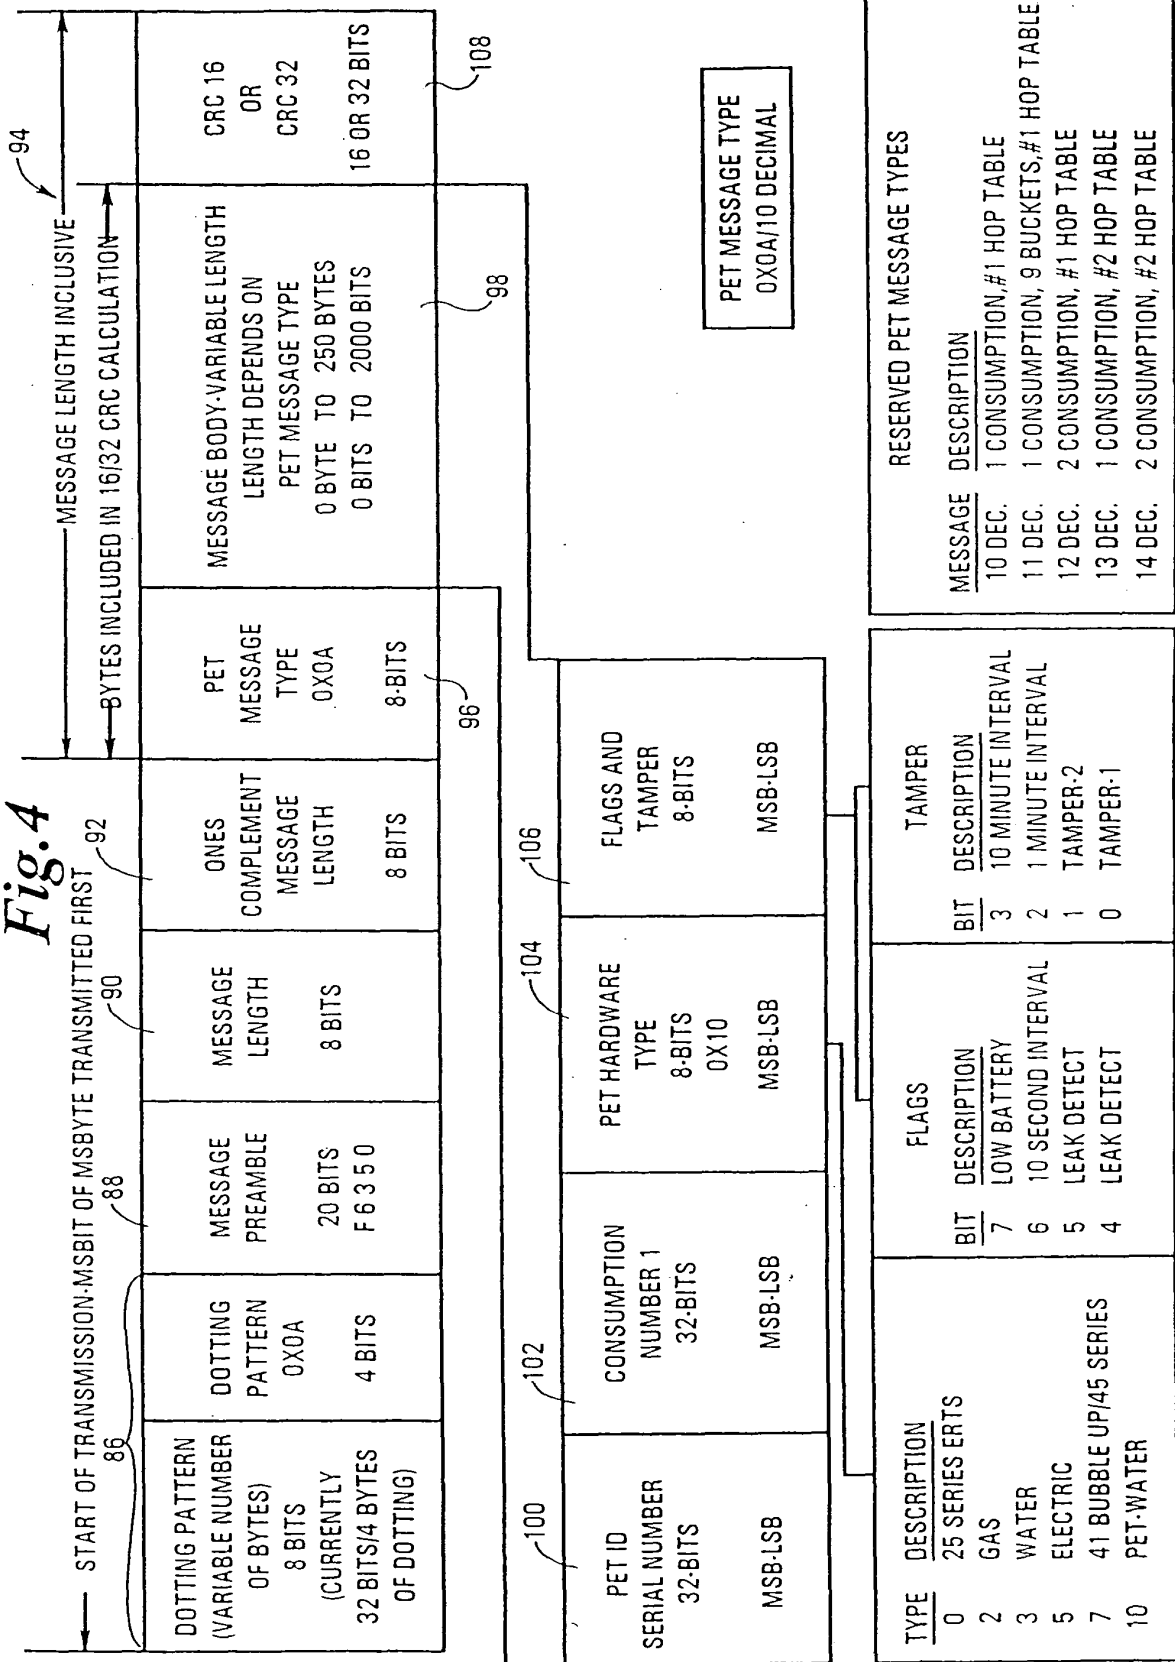 Fig.4
START OF TRANSMISSION-MSBIT OF MSBYTE TRANSMITTED FIRST
MESSAGE LENGTH INCLUSIVE
94
BYTES INCLUDED IN 16/32 CRC CALCULATION
86
88
90
92
DOTTING PATTERN
(VARIABLE NUMBER
OF BYTES)
8 BITS
(CURRENTLY
32 BITS/4 BYTES
OF DOTTING)
DOTTING
PATTERN
0X0A
4 BITS
MESSAGE
PREAMBLE
20 BITS
F6350
MESSAGE
LENGTH
8 BITS
ONES
COMPLEMENT
MESSAGE
LENGTH
8 BITS
PET
MESSAGE
TYPE
0X0A
8-BITS
96
MESSAGE BODY-VARIABLE LENGTH
LENGTH DEPENDS ON
PET MESSAGE TYPE
0 BYTE TO 250 BYTES
0 BITS TO 2000 BITS
98
CRC 16
OR
CRC 32
16 OR 32 BITS
108
100
PET ID
SERIAL NUMBER
32-BITS
MSB-LSB
102
CONSUMPTION
NUMBER 1
32-BITS
MSB-LSB
104
PET HARDWARE
TYPE
8-BITS
0X10
MSB-LSB
106
FLAGS AND
TAMPER
8-BITS
MSB-LSB
PET MESSAGE TYPE
0X0A/10 DECIMAL
TYPE DESCRIPTION
0 25 SERIES ERTS
2 GAS
3 WATER
5 ELECTRIC
7 41 BUBBLE UP/45 SERIES
10 PET-WATER
FLAGS
BIT DESCRIPTION
7 LOW BATTERY
6 10 SECOND INTERVAL
5 LEAK DETECT
4 LEAK DETECT
TAMPER
BIT DESCRIPTION
3 10 MINUTE INTERVAL
2 1 MINUTE INTERVAL
1 TAMPER-2
0 TAMPER-1
RESERVED PET MESSAGE TYPES
MESSAGE DESCRIPTION
10 DEC. 1 CONSUMPTION,#1 HOP TABLE
11 DEC. 1 CONSUMPTION, 9 BUCKETS,#1 HOP TABLE
12 DEC. 2 CONSUMPTION, #1 HOP TABLE
13 DEC. 1 CONSUMPTION, #2 HOP TABLE
14 DEC. 2 CONSUMPTION, #2 HOP TABLE